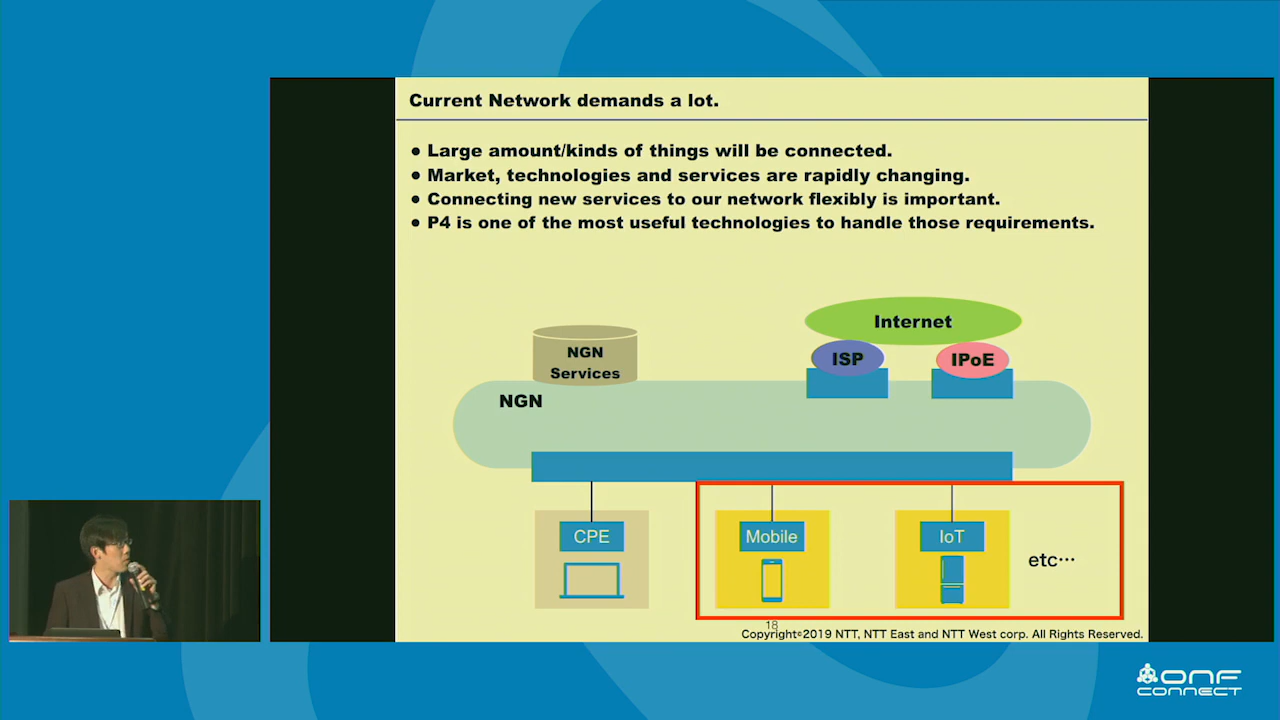 Current Network demands a lot.
● Large amount/kinds of things will be connected.
● Market, technologies and services are rapidly changing.
● Connecting new services to our network flexibly is important.
● P4 is one of the most useful technologies to handle those requirements.
Internet
NGN
Services
ISP
IPoE
NGN
CPE
Mobile
IoT
etc…
18
Copyright©2019 NTT, NTT East and NTT West corp. All Rights Reserved.
ONF
CONNECT